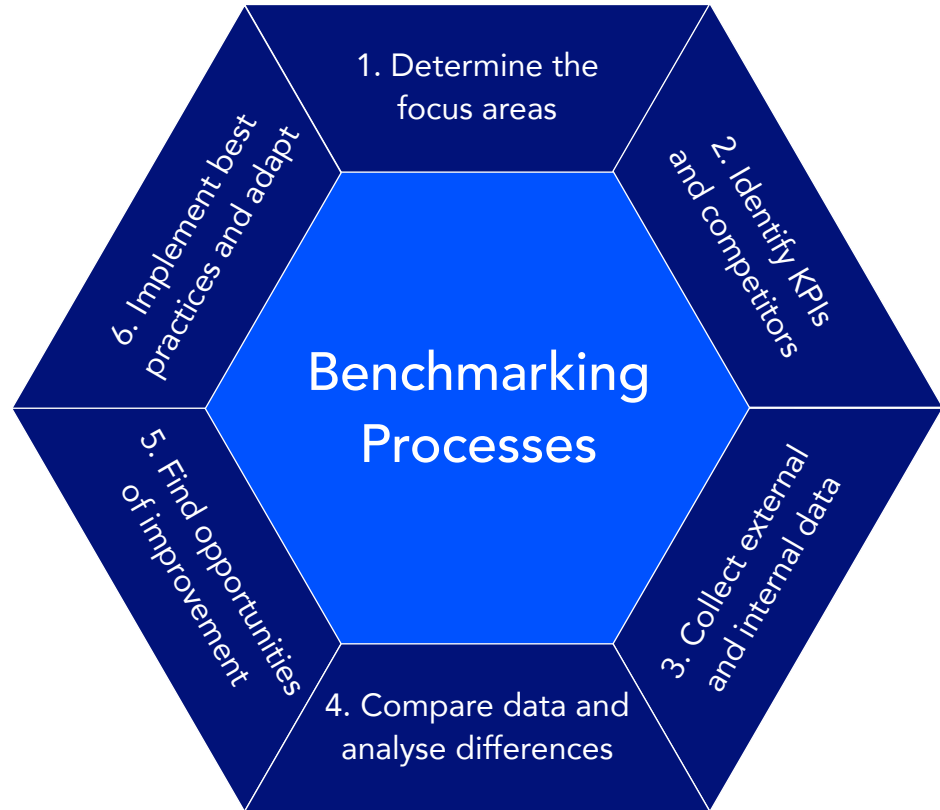 1. Determine the
focus areas
2. Identify KPIs
and competitors
3. Collect external
and internal data
4. Compare data and
analyse differences
5. Find opportunities
of improvement
6. Implement best
practices and adapt
Benchmarking
Processes